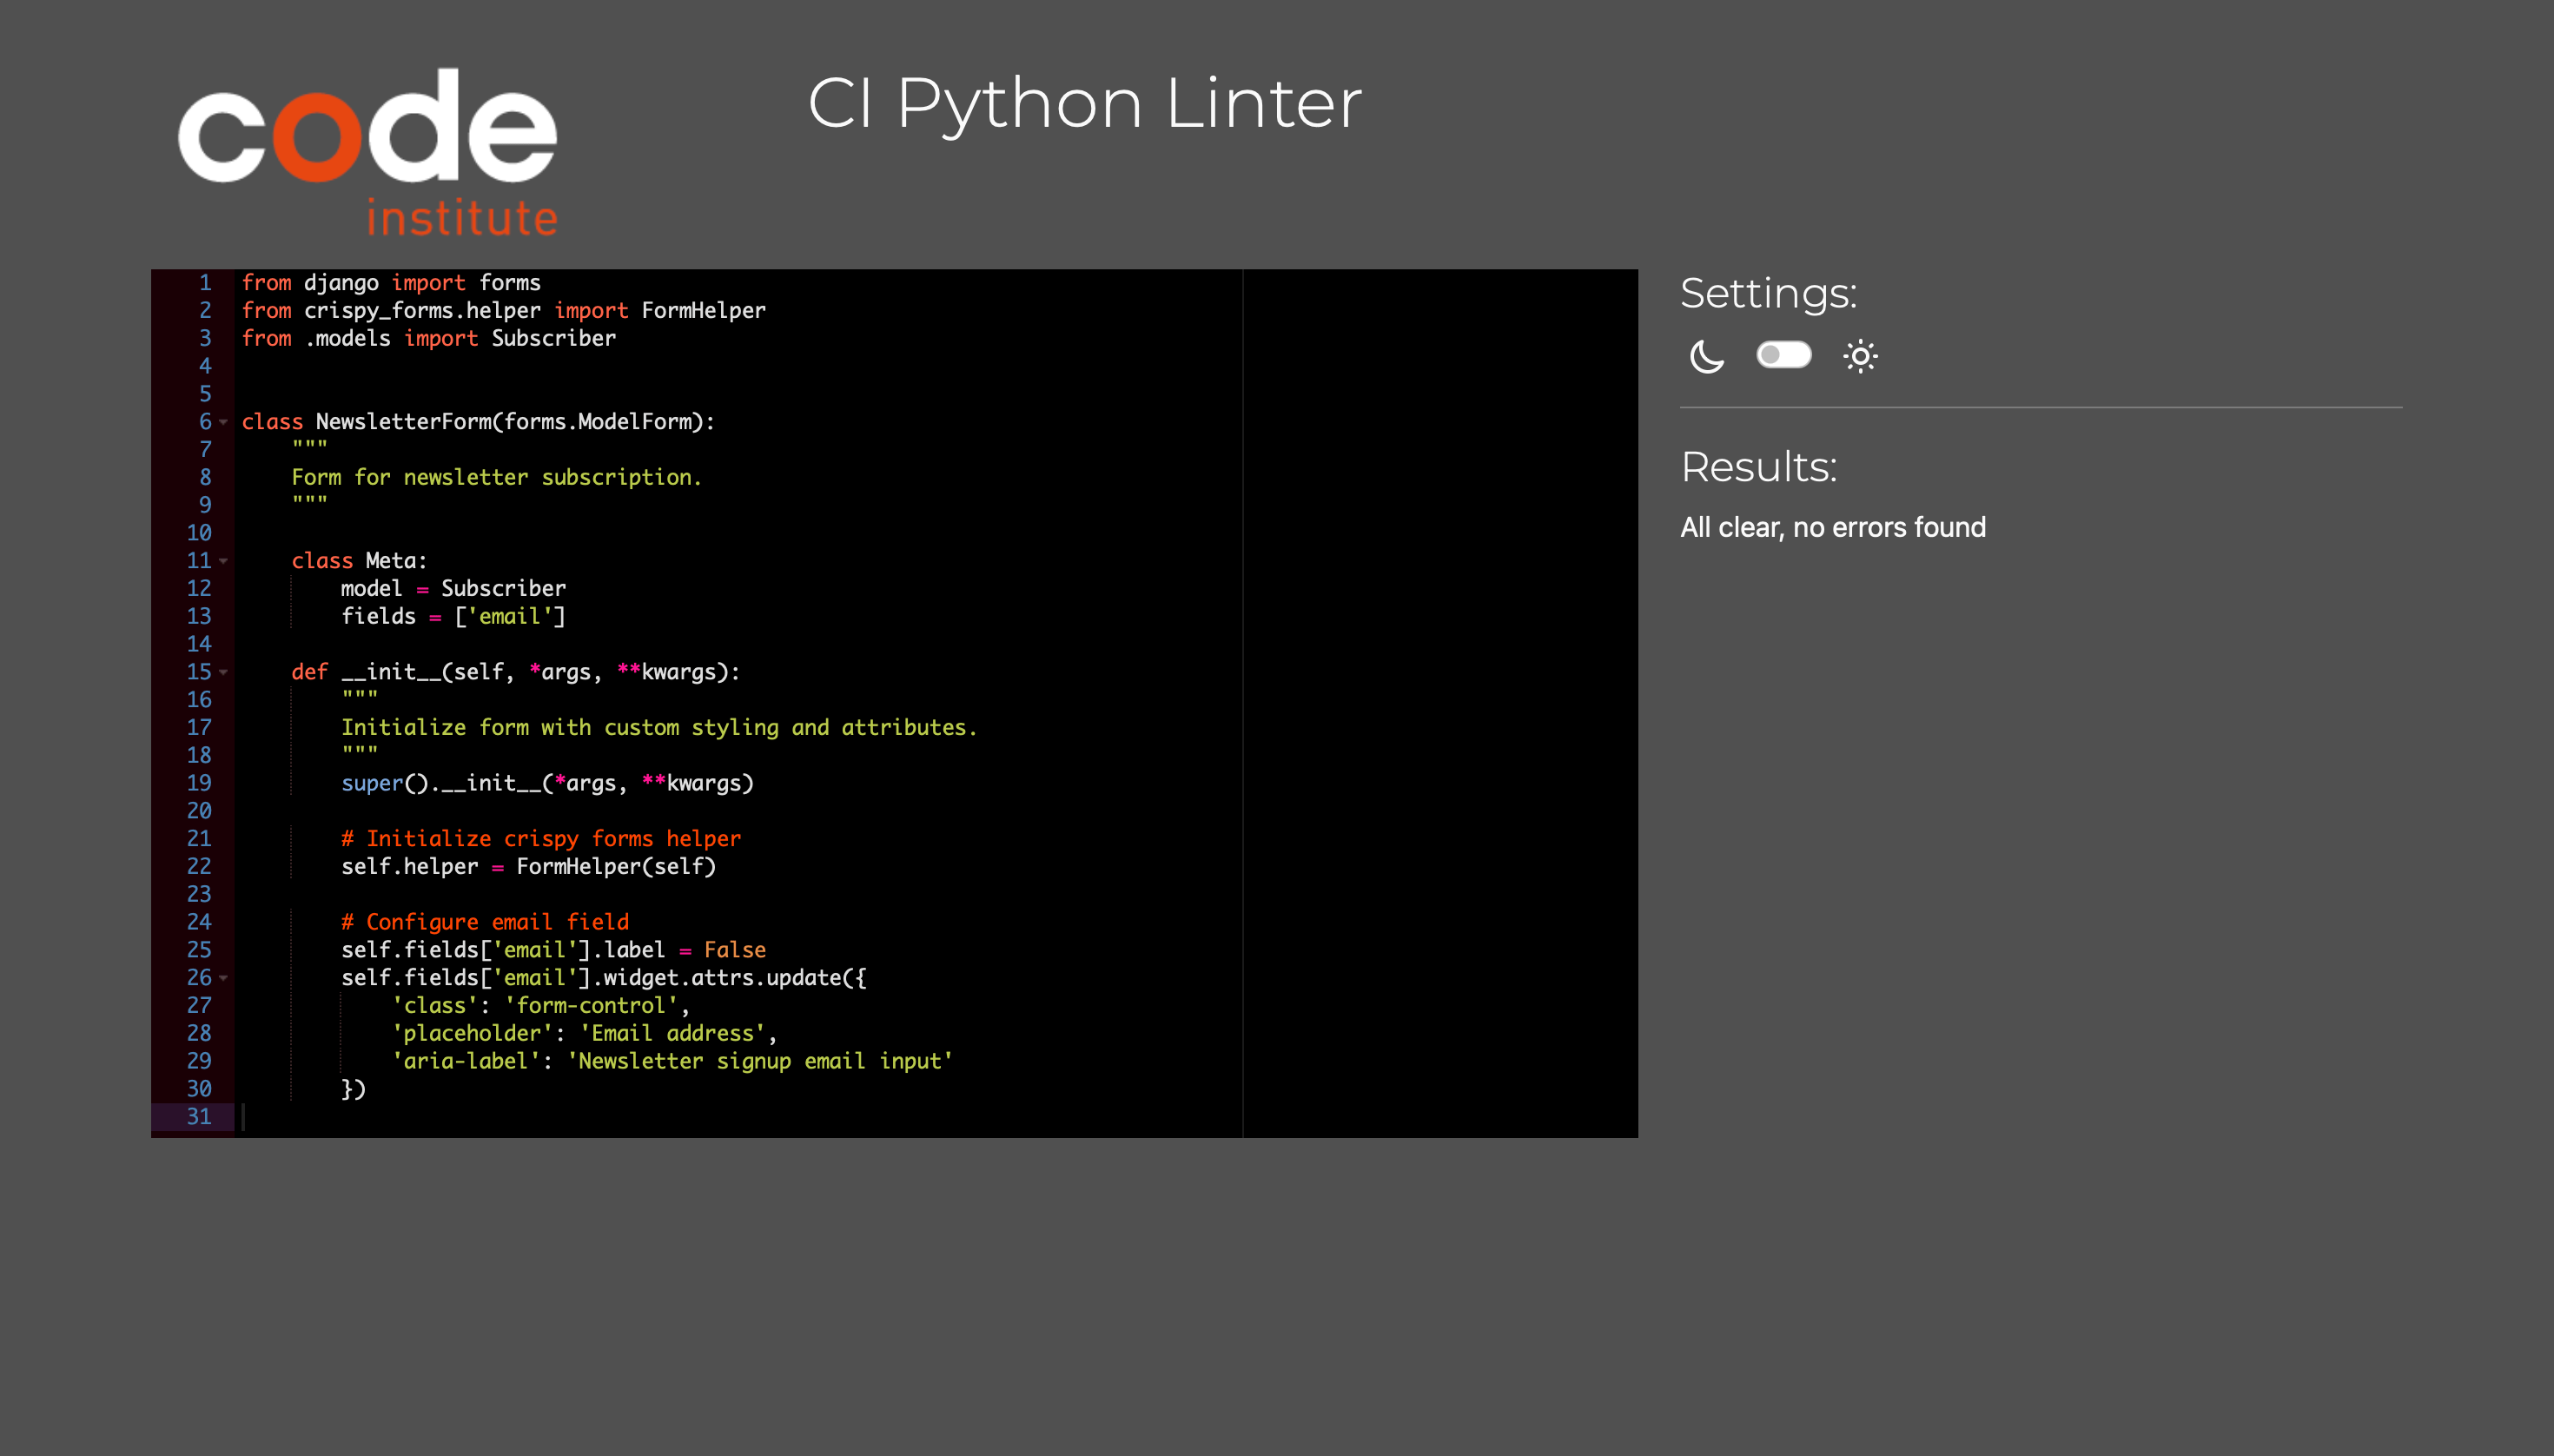 code
institute
CI Python Linter
1 from django import forms
2 from crispy_forms.helper import FormHelper
3 from .models import Subscriber
4
5
6 class NewsletterForm(forms.ModelForm):
7     """
8     Form for newsletter subscription.
9     """
10
11     class Meta:
12         model = Subscriber
13         fields = ['email']
14
15     def __init__(self, *args, **kwargs):
16         """
17         Initialize form with custom styling and attributes.
18         """
19         super().__init__(*args, **kwargs)
20
21         # Initialize crispy forms helper
22         self.helper = FormHelper(self)
23
24         # Configure email field
25         self.fields['email'].label = False
26         self.fields['email'].widget.attrs.update({
27             'class': 'form-control',
28             'placeholder': 'Email address',
29             'aria-label': 'Newsletter signup email input'
30         })
31
Settings:
Results:
All clear, no errors found